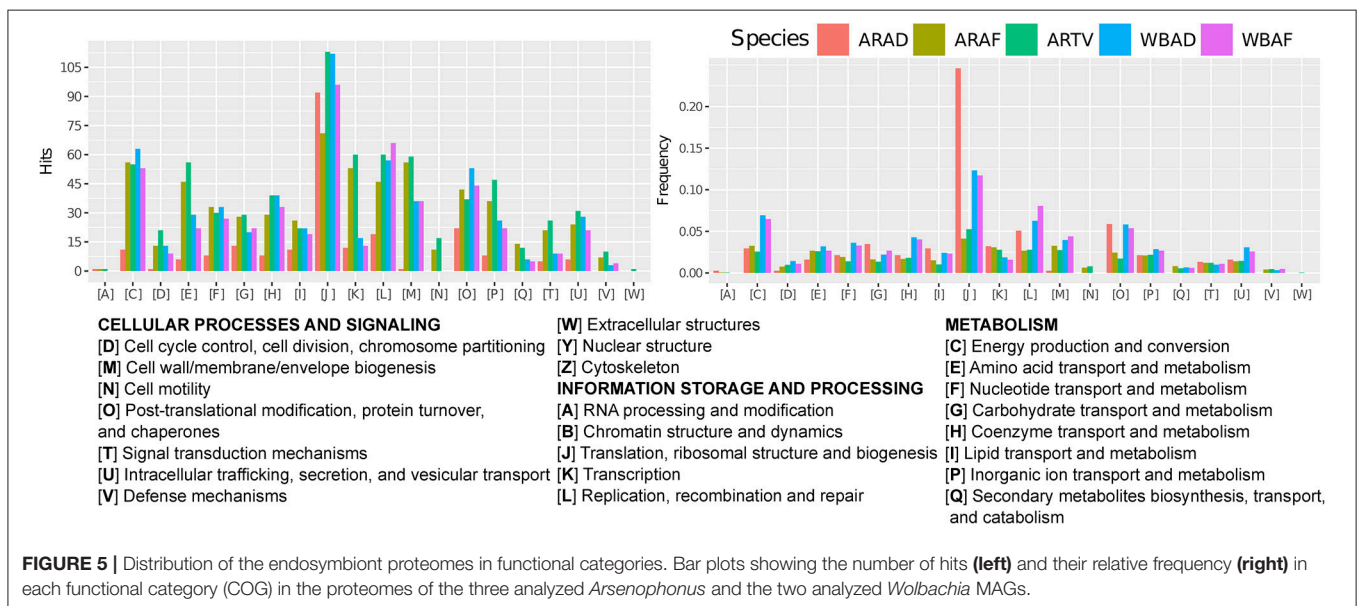 Species ARAD ARAF ARTV WBAD WBAF
Hits
105
90
75
60
45
30
15
[A] [C] [D] [E] [F] [G] [H] [I] [J] [K] [L] [M] [N] [O] [P] [Q] [T] [U] [V] [W]
Frequency
0.20
0.15
0.10
0.05
0.00
[A] [C] [D] [E] [F] [G] [H] [I] [J] [K] [L] [M] [N] [O] [P] [Q] [T] [U] [V] [W]
CELLULAR PROCESSES AND SIGNALING
[D] Cell cycle control, cell division, chromosome partitioning
[M] Cell wall/membrane/envelope biogenesis
[N] Cell motility
[O] Post-translational modification, protein turnover,
and chaperones
[T] Signal transduction mechanisms
[U] Intracellular trafficking, secretion, and vesicular transport
[V] Defense mechanisms
[W] Extracellular structures
[Y] Nuclear structure
[Z] Cytoskeleton
INFORMATION STORAGE AND PROCESSING
[A] RNA processing and modification
[B] Chromatin structure and dynamics
[J] Translation, ribosomal structure and biogenesis
[K] Transcription
[L] Replication, recombination and repair
METABOLISM
[C] Energy production and conversion
[E] Amino acid transport and metabolism
[F] Nucleotide transport and metabolism
[G] Carbohydrate transport and metabolism
[H] Coenzyme transport and metabolism
[I] Lipid transport and metabolism
[P] Inorganic ion transport and metabolism
[Q] Secondary metabolites biosynthesis, transport,
and catabolism
FIGURE 5 | Distribution of the endosymbiont proteomes in functional categories. Bar plots showing the number of hits (left) and their relative frequency (right) in
each functional category (COG) in the proteomes of the three analyzed Arsenophonus and the two analyzed Wolbachia MAGs.